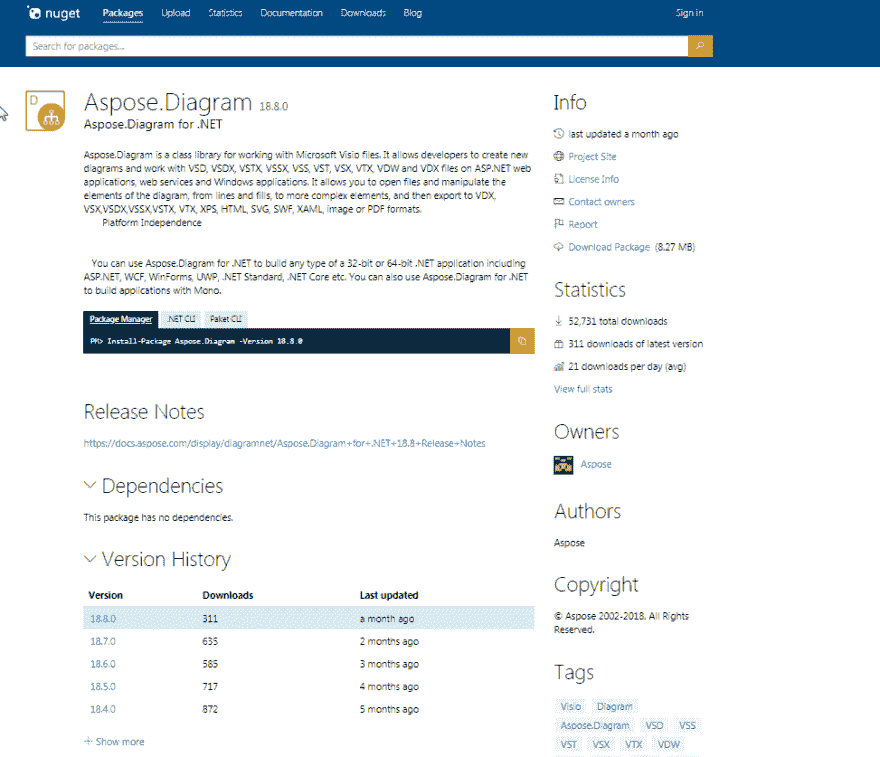 nuget Packages Upload Statistics Documentation Downloads Blog Sign in
Search for packages...
D
Aspose.Diagram 18.8.0
Aspose.Diagram for .NET
Aspose.Diagram is a class library for working with Microsoft Visio files. It allows developers to create new
diagrams and work with VSD, VSDX, VSTX, VSSX, VSS, VST, VSX, VTX, VDW and VDX files on ASP.NET web
applications, web services and Windows applications. It allows you to open files and manipulate the
elements of the diagram, from lines and fills, to more complex elements, and then export to VDX,
VSX,VSDX,VSSX,VSTX, VTX, XPS, HTML, SVG, SWF, XAML, image or PDF formats.
Platform Independence
You can use Aspose.Diagram for .NET to build any type of a 32-bit or 64-bit .NET application including
ASP.NET, WCF, WinForms, UWP, .NET Standard, .NET Core etc. You can also use Aspose.Diagram for .NET
to build applications with Mono.
Package Manager .NET CLI Paket CLI
PM> Install-Package Aspose.Diagram -Version 18.8.0
Release Notes
https://docs.aspose.com/display/diagramnet/Aspose.Diagram+for+.NET+18.8+Release+Notes
Dependencies
This package has no dependencies.
Version History
Version Downloads Last updated
18.8.0 311 a month ago
18.7.0 635 2 months ago
18.6.0 585 3 months ago
18.5.0 717 4 months ago
18.4.0 872 5 months ago
+ Show more
Info
last updated a month ago
Project Site
License Info
Contact owners
Report
Download Package (8.27 MB)
Statistics
52,731 total downloads
311 downloads of latest version
21 downloads per day (avg)
View full stats
Owners
Aspose
Authors
Aspose
Copyright
© Aspose 2002-2018. All Rights
Reserved.
Tags
Visio Diagram
Aspose.Diagram VSD VSS
VST VSX VTX VDW